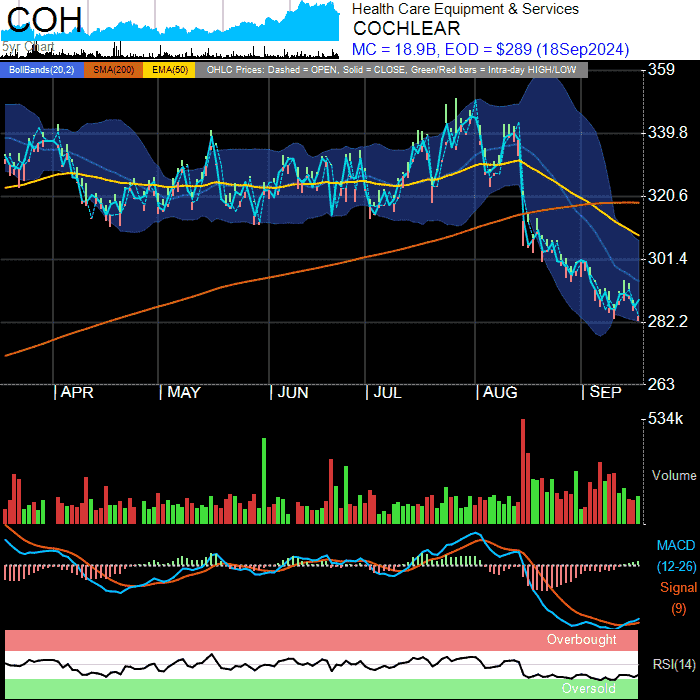 COH
5yr Chart
Health Care Equipment & Services
COCHLEAR
MC = 18.9B, EOD = $289 (18Sep2024)
BollBands(20,2) SMA(200) EMA(50) OHLC Prices: Dashed = OPEN, Solid = CLOSE, Green/Red bars = Intra-day HIGH/LOW
359
339.8
320.6
301.4
282.2
263
APR MAY JUN JUL AUG SEP
534k
Volume
MACD
(12-26)
Signal
(9)
Overbought
RSI(14)
Oversold